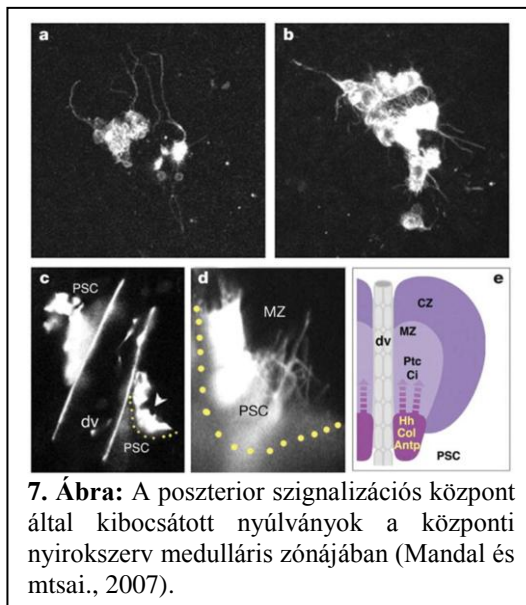 a
b
c
PSC
dv
PSC
d
MZ
PSC
e
CZ
dv
MZ
Ptc
Ci
Hh
Col
Antp
PSC
7. Ábra: A poszterior szignalizációs központ
által kibocsátott nyúlványok a központi
nyirokszerv medulláris zónájában (Mandal és
mtsai., 2007).